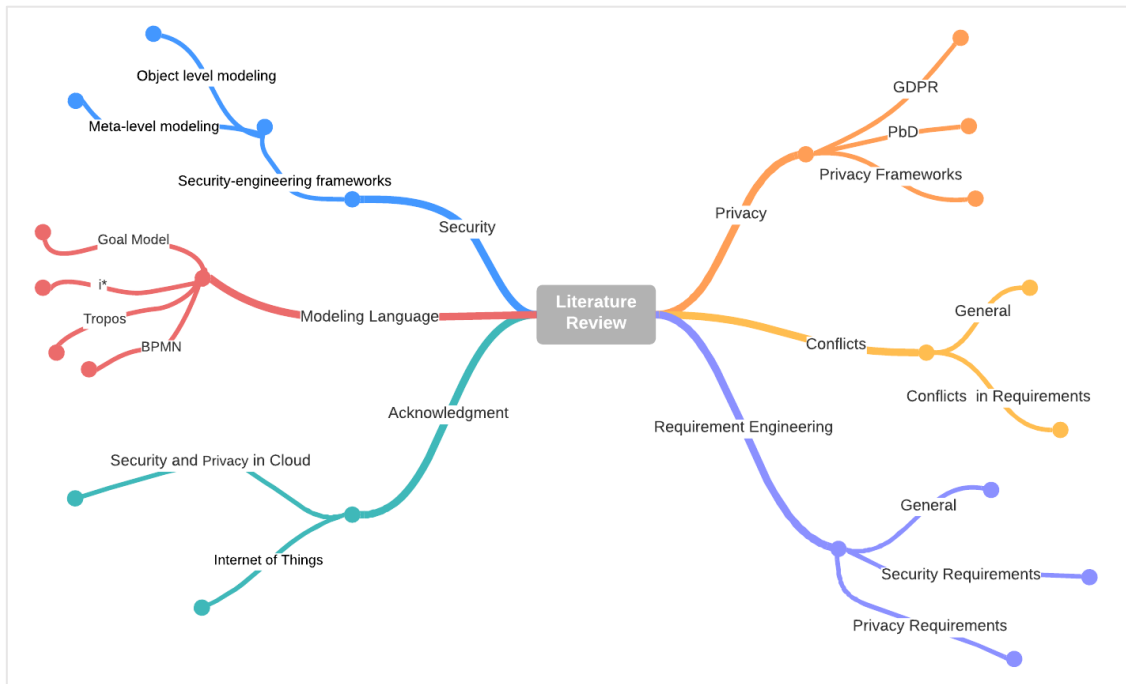 Literature
Review
Security
Security-engineering frameworks
Object level modeling
Meta-level modeling
Modeling Language
Goal Model
i*
Tropos
BPMN
Acknowledgment
Security and Privacy in Cloud
Internet of Things
Privacy
GDPR
PbD
Privacy Frameworks
Conflicts
General
Conflicts  in Requirements
Requirement Engineering
General
Security Requirements
Privacy Requirements